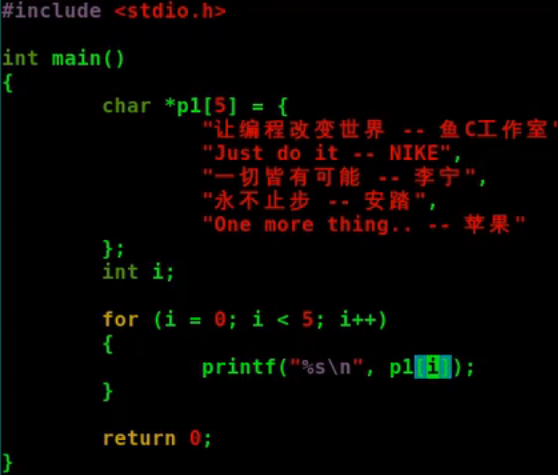 #include <stdio.h>
int main()
{
char *p1[5] = {
"让编程改变世界 -- 鱼C工作室"
"Just do it -- NIKE",
"一切皆有可能 -- 李宁",
"永不止步 -- 安踏",
"One more thing.. -- 苹果"
};
int i;
for (i = 0; i < 5; i++)
{
printf("%s\n", p1[i]);
}
return 0;
}